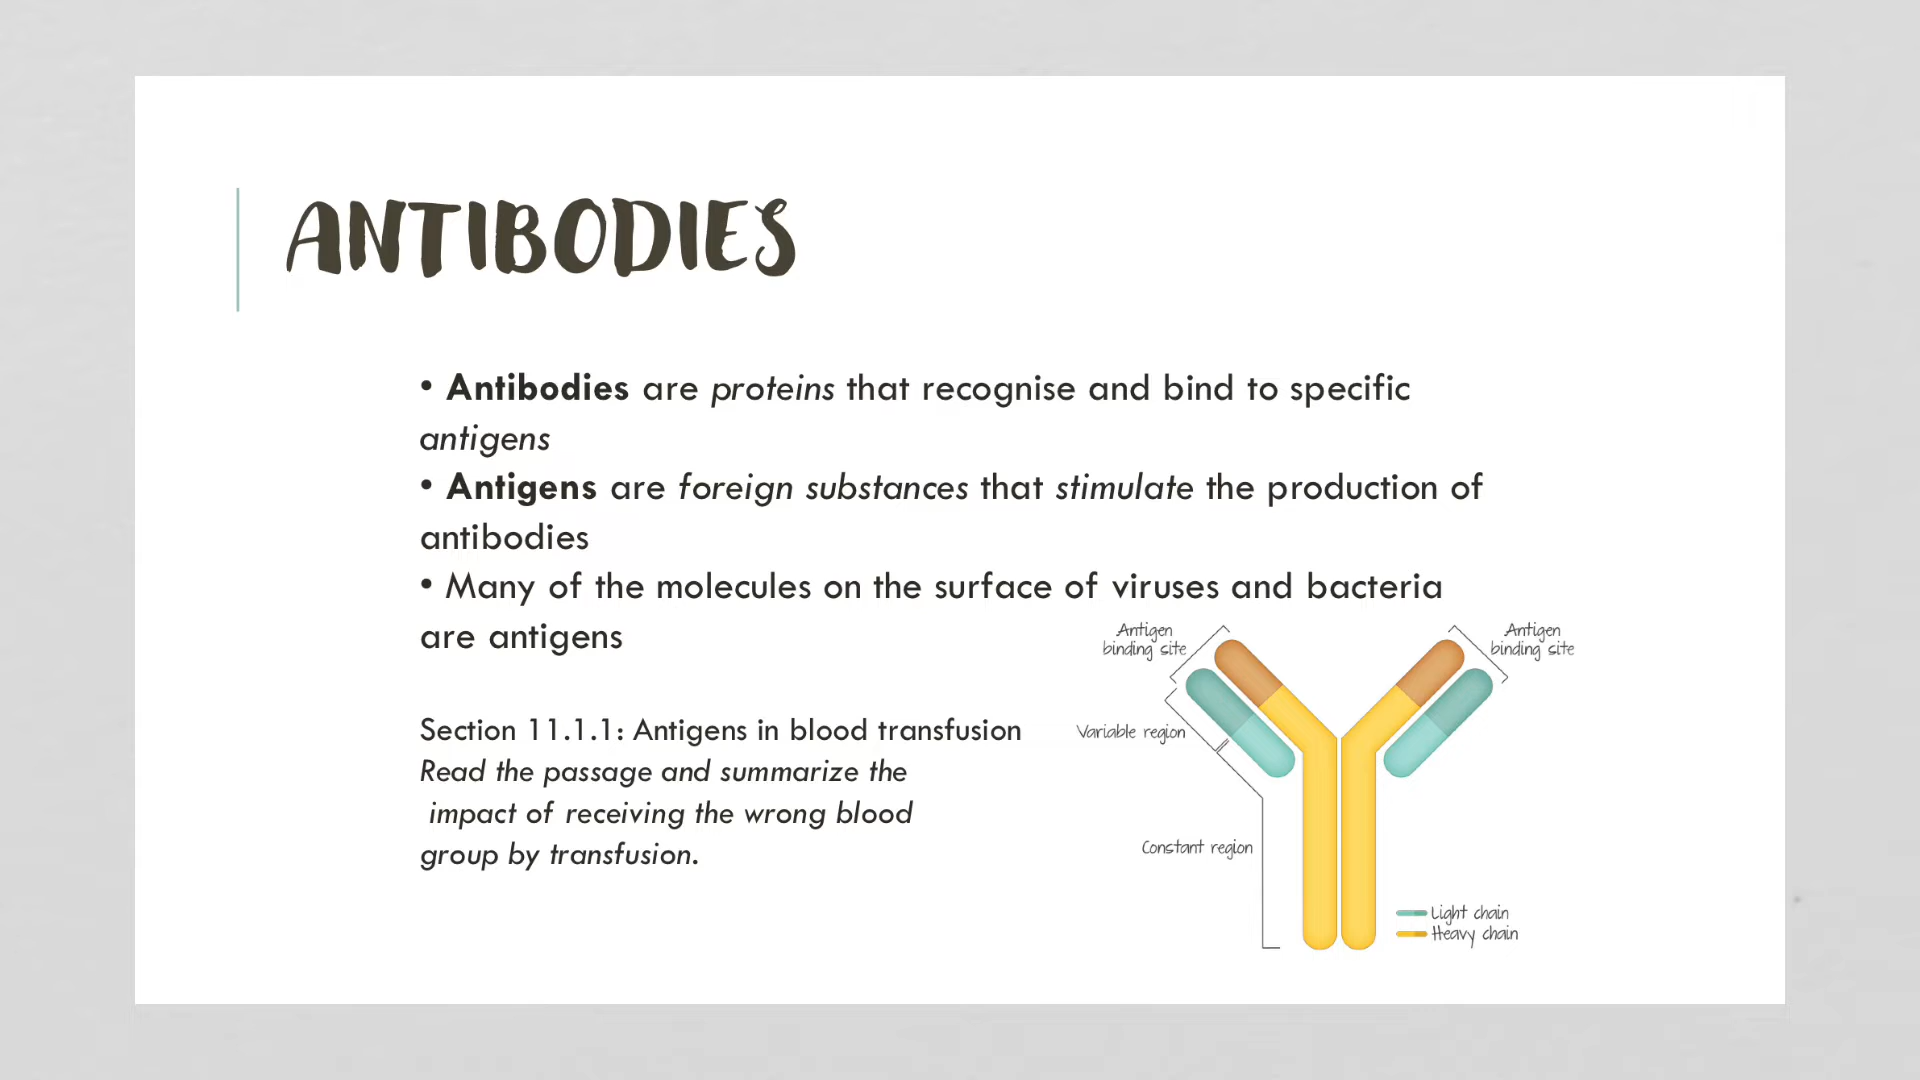 ANTIBODIES
• Antibodies are proteins that recognise and bind to specific
antigens
• Antigens are foreign substances that stimulate the production of
antibodies
• Many of the molecules on the surface of viruses and bacteria
are antigens
Section 11.1.1: Antigens in blood transfusion
Read the passage and summarize the
impact of receiving the wrong blood
group by transfusion.
Antigen
binding site
Antigen
binding site
Variable region
Constant region
Light chain
Heavy chain